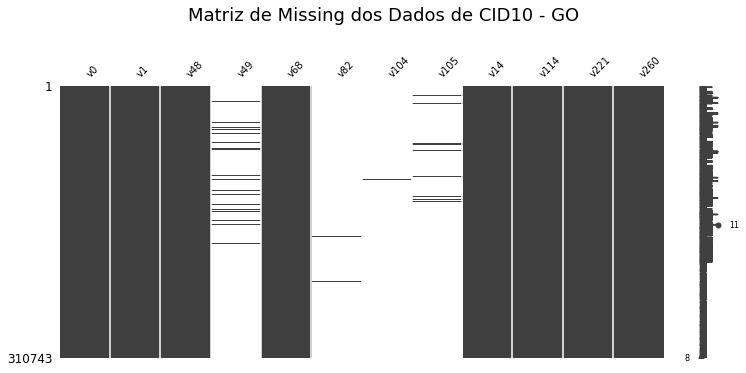 Matriz de Missing dos Dados de CID10 - GO
v0 v1 v48 v49 v68 v82 v104 v105 v14 v114 v221 v260
1
11
310743 8